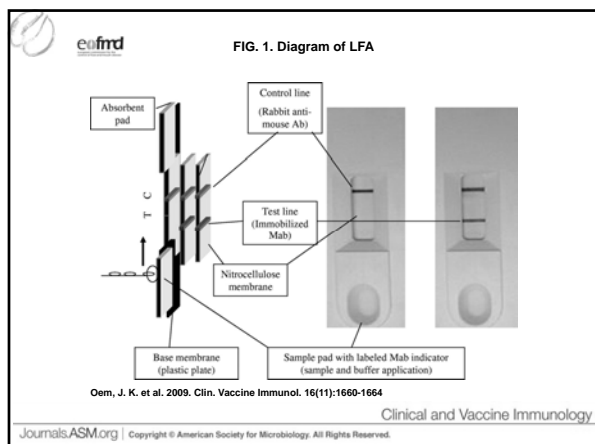 eofmd
FIG. 1. Diagram of LFA
Absorbent
pad
Control line
(Rabbit anti-
mouse Ab)
T C
Test line
(Immobilized
Mab)
Nitrocellulose
membrane
Base membrane
(plastic plate)
Sample pad with labeled Mab indicator
(sample and buffer application)
Oem, J. K. et al. 2009. Clin. Vaccine Immunol. 16(11):1660-1664
Clinical and Vaccine Immunology
Journals.ASM.org | Copyright © American Society for Microbiology. All Rights Reserved.